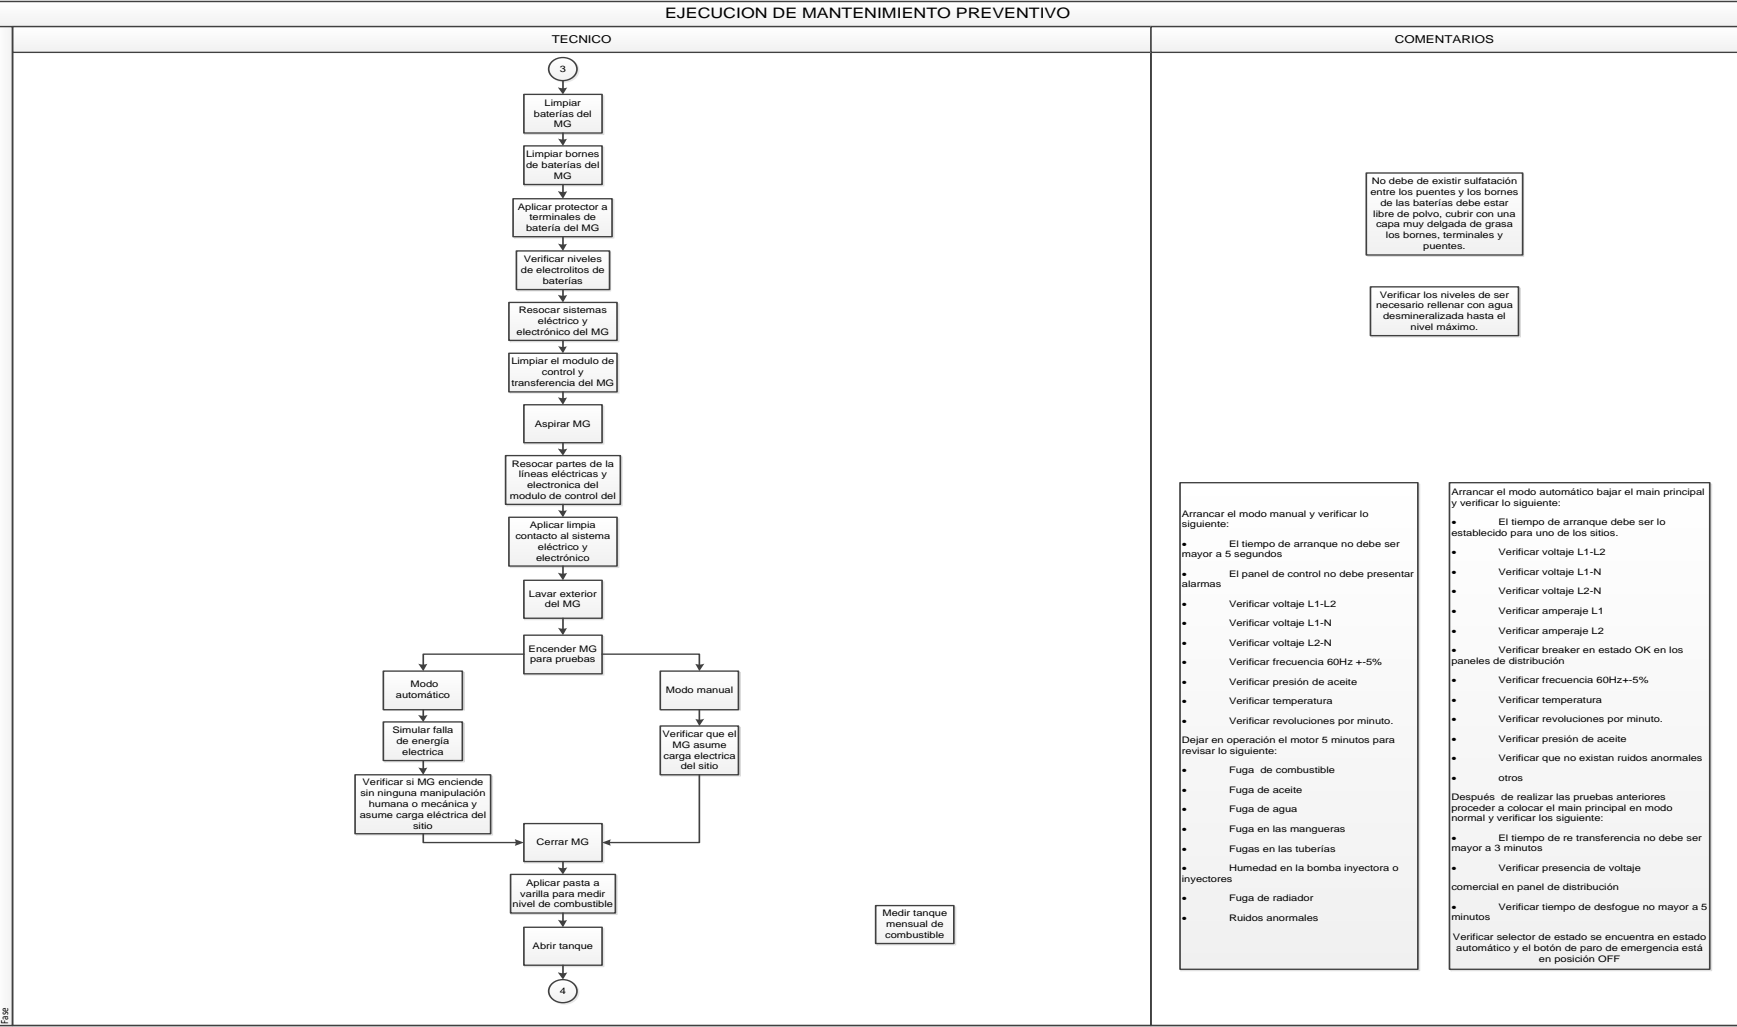 EJECUCION DE MANTENIMIENTO PREVENTIVO
TECNICO
COMENTARIOS
3
Limpiar
baterías del
MG
Limpiar bornes
de baterías del
MG
Aplicar protector a
terminales de
batería del MG
Verificar niveles
de electrolitos de
baterías
Resocar sistemas
eléctrico y
electrónico del MG
Limpiar el modulo de
control y
transferencia del MG
Aspirar MG
Resocar partes de la
líneas eléctricas y
electronica del
modulo de control del
Aplicar limpia
contacto al sistema
eléctrico y
electrónico
Lavar exterior
del MG
Encender MG
para pruebas
Modo
automático
Simular falla
de energía
electrica
Verificar si MG enciende
sin ninguna manipulación
humana o mecánica y
asume carga eléctrica del
sitio
Modo manual
Verificar que el
MG asume
carga electrica
del sitio
Cerrar MG
Aplicar pasta a
varilla para medir
nivel de combustible
Abrir tanque
4
Medir tanque
mensual de
combustible
No debe de existir sulfatación
entre los puentes y los bornes
de las baterías debe estar
libre de polvo, cubrir con una
capa muy delgada de grasa
los bornes, terminales y
puentes.
Verificar los niveles de ser
necesario rellenar con agua
desmineralizada hasta el
nivel máximo.
Arrancar el modo manual y verificar lo
siguiente:
• El tiempo de arranque no debe ser
mayor a 5 segundos
• El panel de control no debe presentar
alarmas
• Verificar voltaje L1-L2
• Verificar voltaje L1-N
• Verificar voltaje L2-N
• Verificar frecuencia 60Hz +-5%
• Verificar presión de aceite
• Verificar temperatura
• Verificar revoluciones por minuto.
Dejar en operación el motor 5 minutos para
revisar lo siguiente:
• Fuga  de combustible
• Fuga de aceite
• Fuga de agua
• Fuga en las mangueras
• Fugas en las tuberías
• Humedad en la bomba inyectora o
inyectores
• Fuga de radiador
• Ruidos anormales
Arrancar el modo automático bajar el main principal
y verificar lo siguiente:
• El tiempo de arranque debe ser lo
establecido para uno de los sitios.
• Verificar voltaje L1-L2
• Verificar voltaje L1-N
• Verificar voltaje L2-N
• Verificar amperaje L1
• Verificar amperaje L2
• Verificar breaker en estado OK en los
paneles de distribución
• Verificar frecuencia 60Hz+-5%
• Verificar temperatura
• Verificar revoluciones por minuto.
• Verificar presión de aceite
• Verificar que no existan ruidos anormales
• otros
Después  de realizar las pruebas anteriores
proceder a colocar el main principal en modo
normal y verificar los siguiente:
• El tiempo de re transferencia no debe ser
mayor a 3 minutos
• Verificar presencia de voltaje
comercial en panel de distribución
• Verificar tiempo de desfogue no mayor a 5
minutos
Verificar selector de estado se encuentra en estado
automático y el botón de paro de emergencia está
en posición OFF
Fase